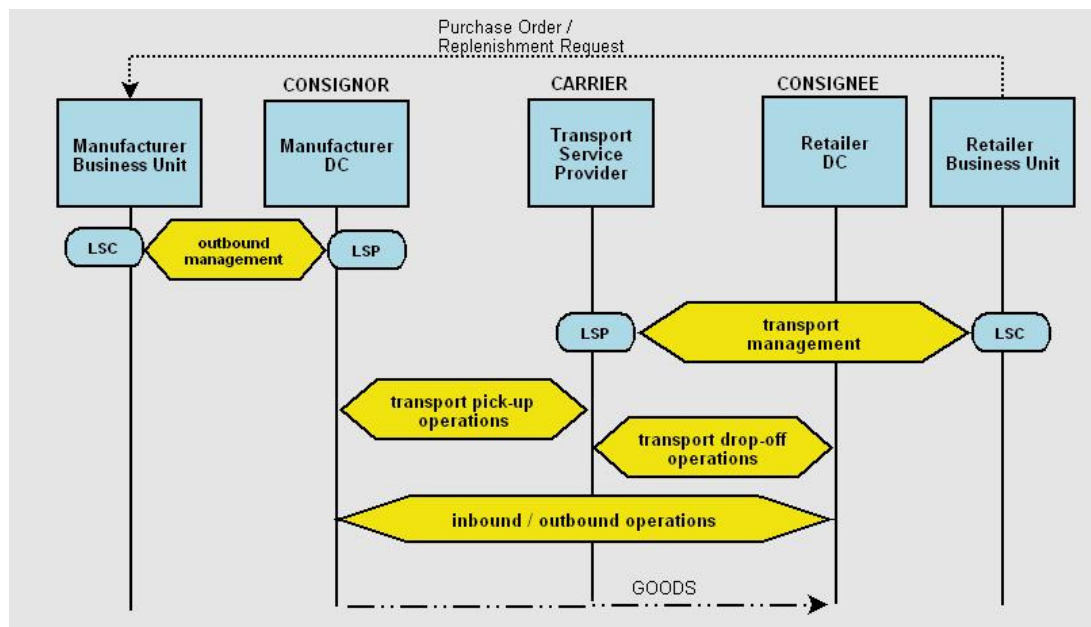 Purchase Order /
Replenishment Request
CONSIGNOR
CARRIER
CONSIGNEE
Manufacturer
Business Unit
Manufacturer
DC
Transport
Service
Provider
Retailer
DC
Retailer
Business Unit
LSC
outbound
management
LSP
LSP
transport
management
LSC
transport pick-up
operations
transport drop-off
operations
inbound / outbound operations
GOODS